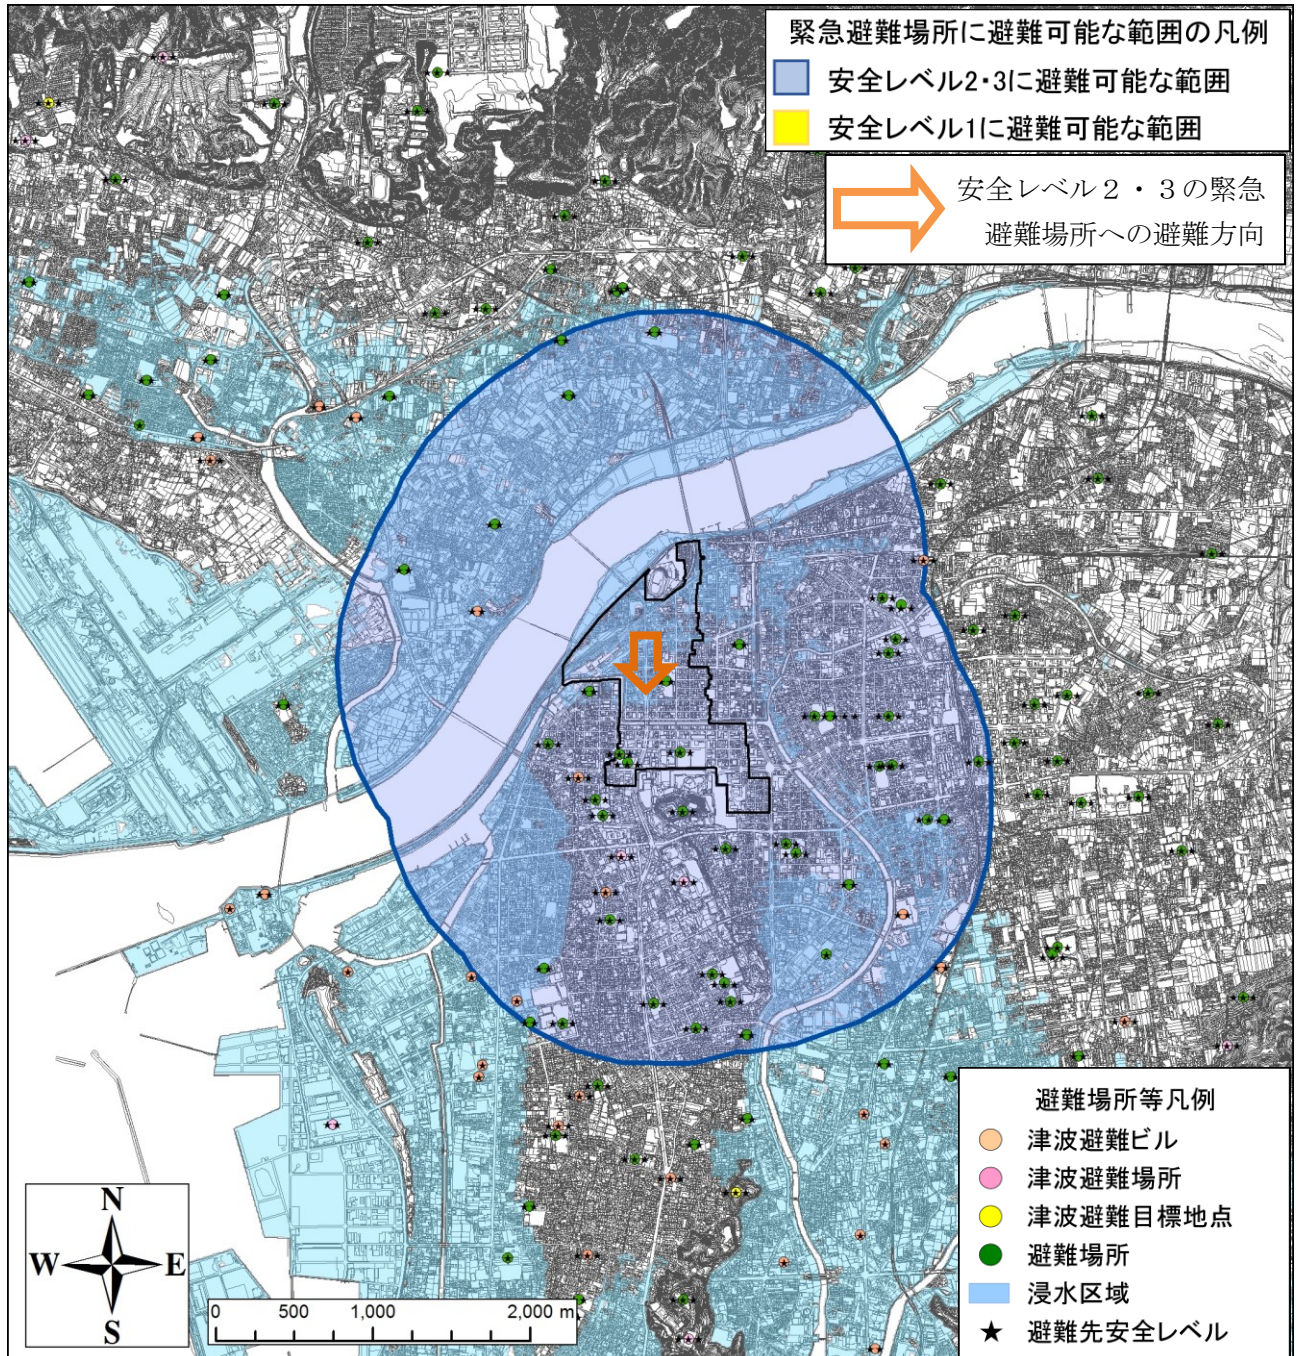 緊急避難場所に避難可能な範囲の凡例
安全レベル2・3に避難可能な範囲
安全レベル1に避難可能な範囲
安全レベル２・３の緊急
避難場所への避難方向
避難場所等凡例
津波避難ビル
津波避難場所
津波避難目標地点
避難場所
浸水区域
★ 避難先安全レベル
N
W E
S
0 500 1,000 2,000 m